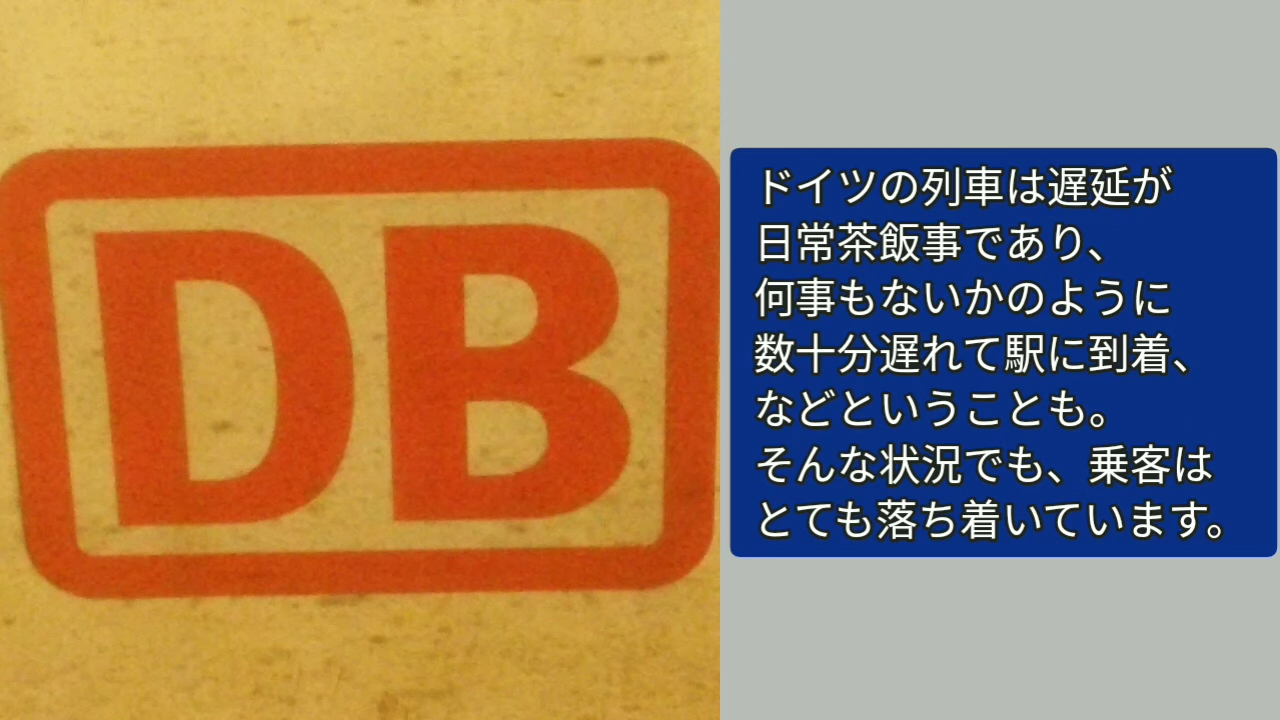 DB
ドイツの列車は遅延が
日常茶飯事であり、
何事もないかのように
数十分遅れて駅に到着、
などということも。
そんな状況でも、乗客は
とても落ち着いています。